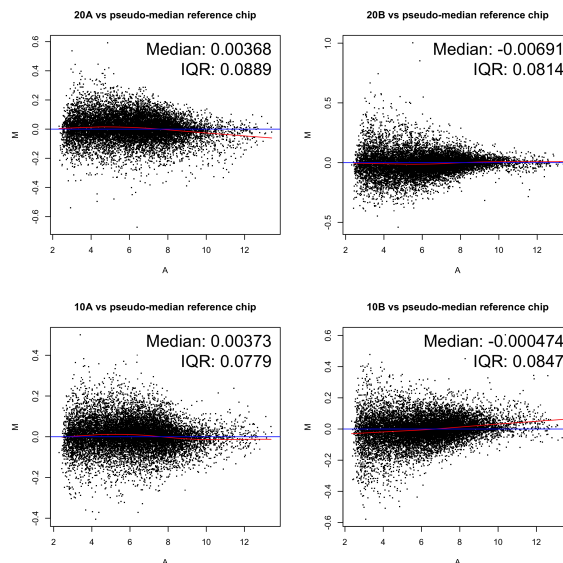 20A vs pseudo-median reference chip
Median: 0.00368
IQR: 0.0889
M
0.6
0.4
0.2
0.0
-0.2
-0.4
-0.6
2 4 6 8 10 12
A
20B vs pseudo-median reference chip
Median: -0.00691
IQR: 0.0814
M
1.0
0.5
0.0
-0.5
2 4 6 8 10 12
A
10A vs pseudo-median reference chip
Median: 0.00373
IQR: 0.0779
M
0.4
0.2
0.0
-0.2
-0.4
2 4 6 8 10 12
A
10B vs pseudo-median reference chip
Median: -0.000474
IQR: 0.0847
M
0.6
0.4
0.2
0.0
-0.2
-0.4
-0.6
2 4 6 8 10 12
A